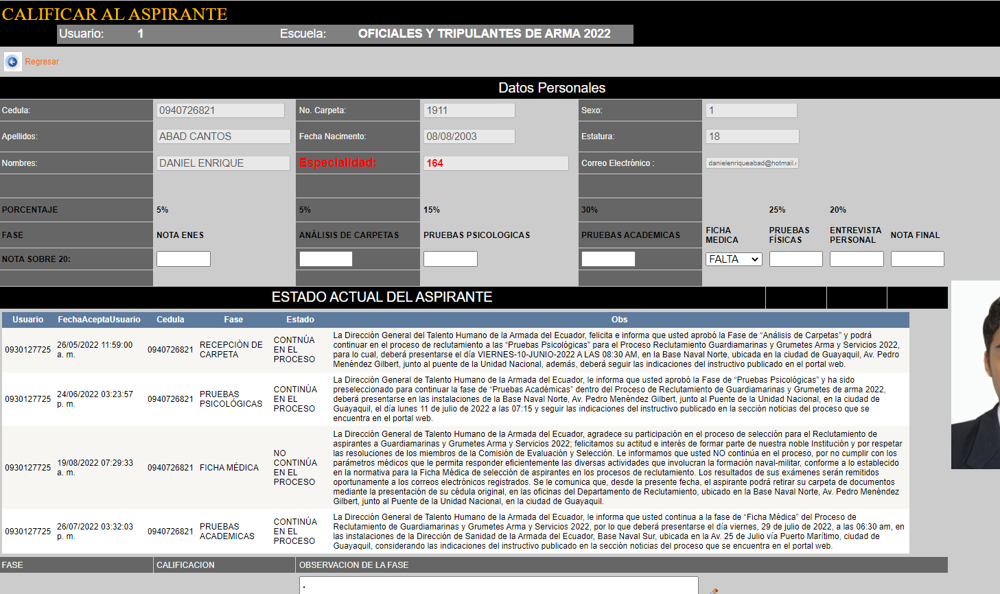 CALIFICAR AL ASPIRANTE
Usuario: 1 Escuela: OFICIALES Y TRIPULANTES DE ARMA 2022
Regresar
Datos Personales
Cedula: 0940726821 No. Carpeta: 1911 Sexo: 1
Apellidos: ABAD CANTOS Fecha Nacimento: 08/08/2003 Estatura: 18
Nombres: DANIEL ENRIQUE Especialidad: 164 Correo Electrónico : danielenriqueabad@hotmail.
PORCENTAJE 5% 5% 15% 30% 25% 20%
FASE NOTA ENES ANÁLISIS DE CARPETAS PRUEBAS PSICOLOGICAS PRUEBAS ACADEMICAS FICHA MEDICA PRUEBAS FÍSICAS ENTREVISTA PERSONAL NOTA FINAL
NOTA SOBRE 20: FALTA
ESTADO ACTUAL DEL ASPIRANTE
Usuario FechaAceptaUsuario Cedula Fase Estado Obs
0930127725 26/05/2022 11:59:00 a. m. 0940726821 RECEPCIÒN DE CARPETA CONTNÚA EN EL PROCESO
La Dirección General del Talento Humano de la Armada del Ecuador, felicita e informa que usted aprobó la Fase de “Análisis de Carpetas” y podrá
continuar en el proceso de reclutamiento a las “Pruebas Psicológicas” para el Proceso Reclutamiento Guardiamarinas y Grumetes Arma y Servicios 2022,
para lo cual, deberá presentarse el día VIERNES-10-JUNIO-2022 A LAS 08:30 AM, en la Base Naval Norte, ubicada en la ciudad de Guayaquil, Av. Pedro
Menéndez Gilbert, junto al puente de la Unidad Nacional, además, deberá seguir las indicaciones del instructivo publicado en el portal web.
0930127725 24/06/2022 03:23:57 p. m. 0940726821 PRUEBAS PSICOLÓGICAS CONTINÚA EN EL PROCESO
La Dirección General de Talento Humano de la Armada del Ecuador, le informa que usted aprobó la Fase de “Pruebas Psicológicas” y ha sido
preseleccionado para continuar la fase de “Pruebas Académicas” dentro del Proceso de Reclutamiento de Guardiamarinas y Grumetes de arma 2022,
deberá presentarse en las instalaciones de la Base Naval Norte, Av. Pedro Menéndez Gilbert, junto al Puente de la Unidad Nacional, en la ciudad de
Guayaquil, el día lunes 11 de julio de 2022 a las 07:15 y seguir las indicaciones del instructivo publicado en la sección noticias del proceso que se
encuentra en el portal web.
0930127725 19/08/2022 07:29:33 a. m. 0940726821 FICHA MÉDICA NO CONTINÚA EN EL PROCESO
La Dirección General de Talento Humano de la Armada del Ecuador, agradece su participación en el proceso de selección para el Reclutamiento de
aspirantes a Guardiamarinas y Grumetes Arma y Servicios 2022; felicitamos su actitud e interés de formar parte de nuestra noble Institución y por respetar
las resoluciones de los miembros de la Comisión de Evaluación y Selección. Le informamos que usted NO continúa en el proceso, por no cumplir con los
parámetros médicos que le permita responder eficientemente las diversas actividades que involucran la formación naval-militar, conforme a lo establecido
en la normativa para la Ficha Médica de selección de aspirantes en los procesos de reclutamiento. Los resultados de sus exámenes serán remitidos
oportunamente a los correos electrónicos registrados. Se le comunica que, desde la presente fecha, el aspirante podrá retirar su carpeta de documentos
mediante la presentación de su cédula original, en las oficinas del Departamento de Reclutamiento, ubicado en la Base Naval Norte, Av. Pedro Menéndez
Gilbert, junto al Puente de la Unidad Nacional, en la ciudad de Guayaquil.
0930127725 26/07/2022 03:32:03 p. m. 0940726821 PRUEBAS ACADEMICAS CONTINÚA EN EL PROCESO
La Dirección General de Talento Humano de la Armada del Ecuador, le informa que usted continua a la fase de “Ficha Médica” del Proceso de
Reclutamiento de Guardiamarinas y Grumetes Arma y Servicios 2022, por lo que deberá presentarse el día viernes, 29 de julio de 2022, a las 06:30 am, en
las instalaciones de la Dirección de Sanidad de la Armada del Ecuador, Base Naval Sur, ubicada en la Av. 25 de Julio vía Puerto Marítimo, ciudad de
Guayaquil, considerando las indicaciones del instructivo publicado en la sección noticias del proceso que se encuentra en el portal web.
FASE CALIFICACION OBSERVACION DE LA FASE
.